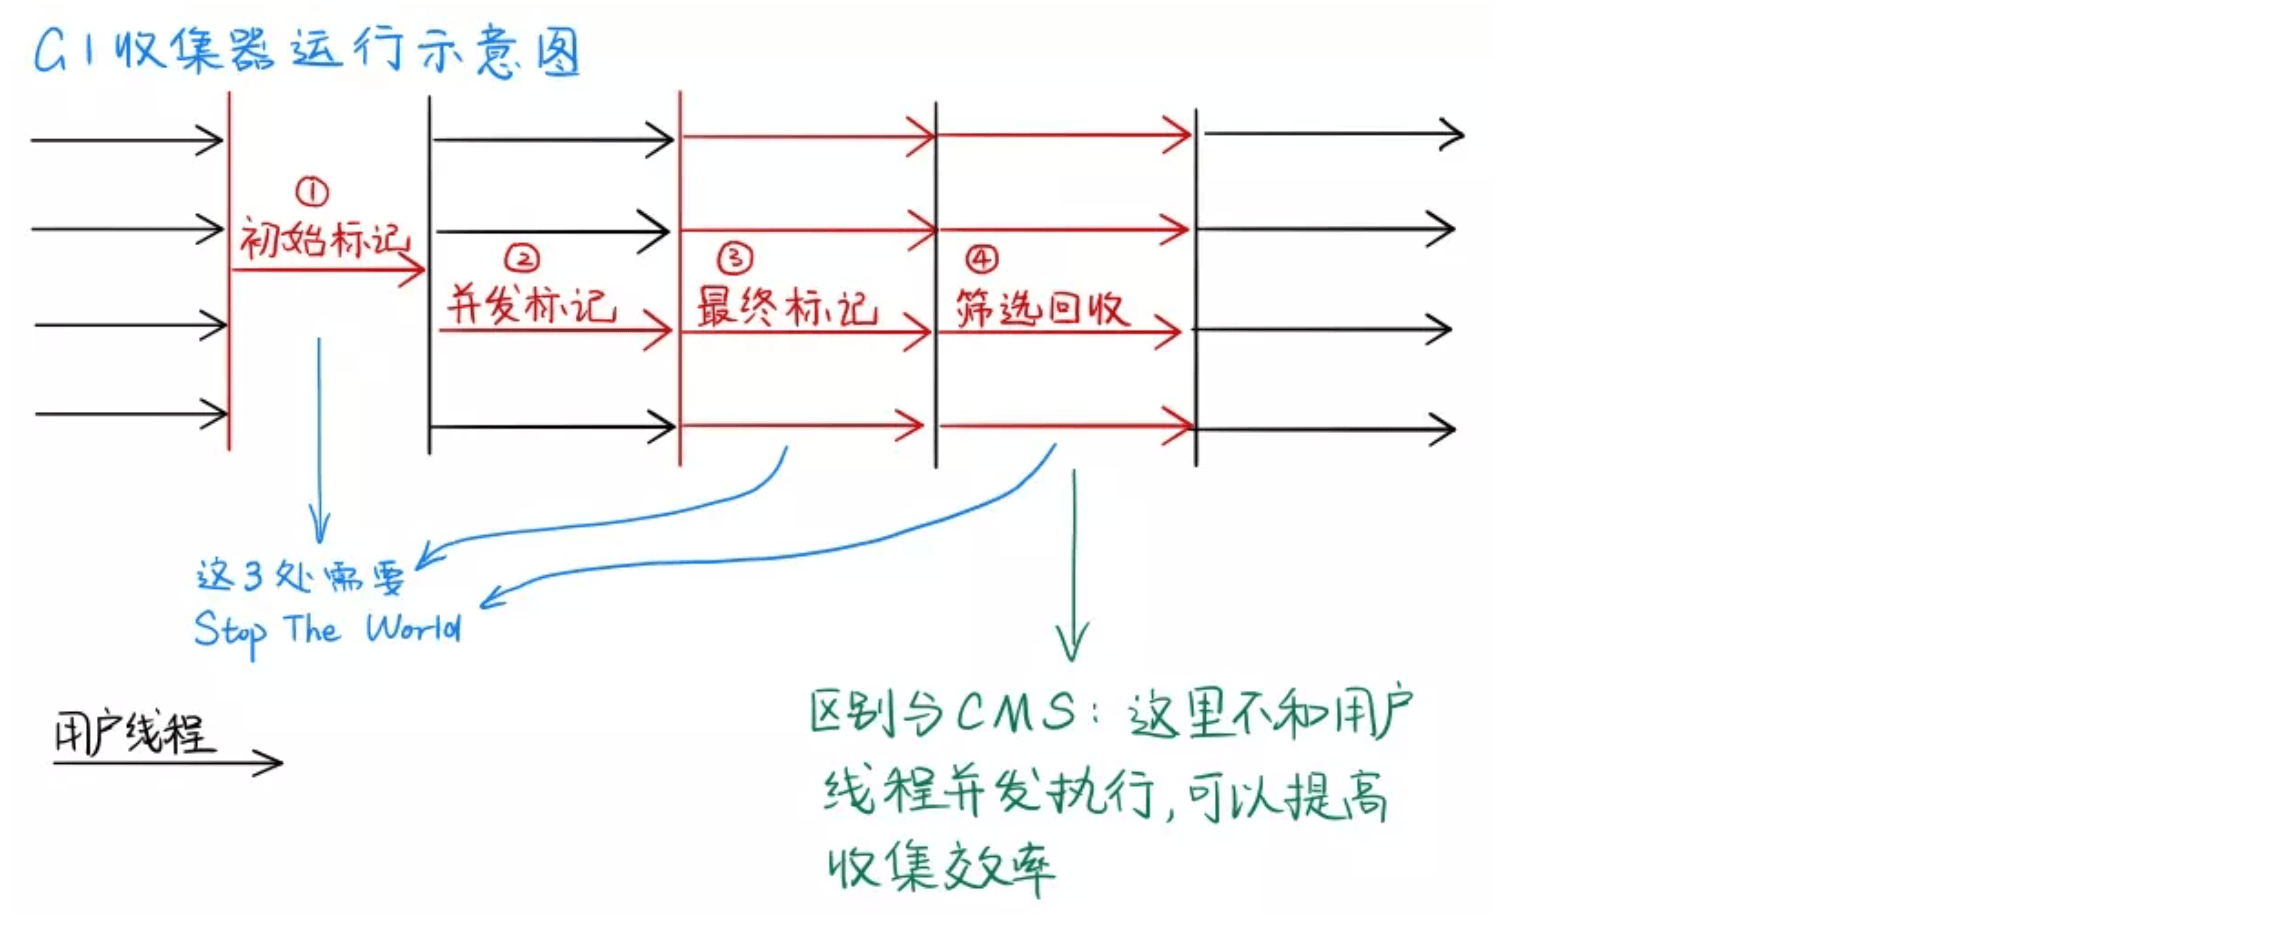 G1收集器运行示意图
①
初始标记
②
并发标记
③
最终标记
④
筛选回收
这3处需要
Stop The World
用户线程
区别与CMS：这里不和用户
线程并发执行,可以提高
收集效率